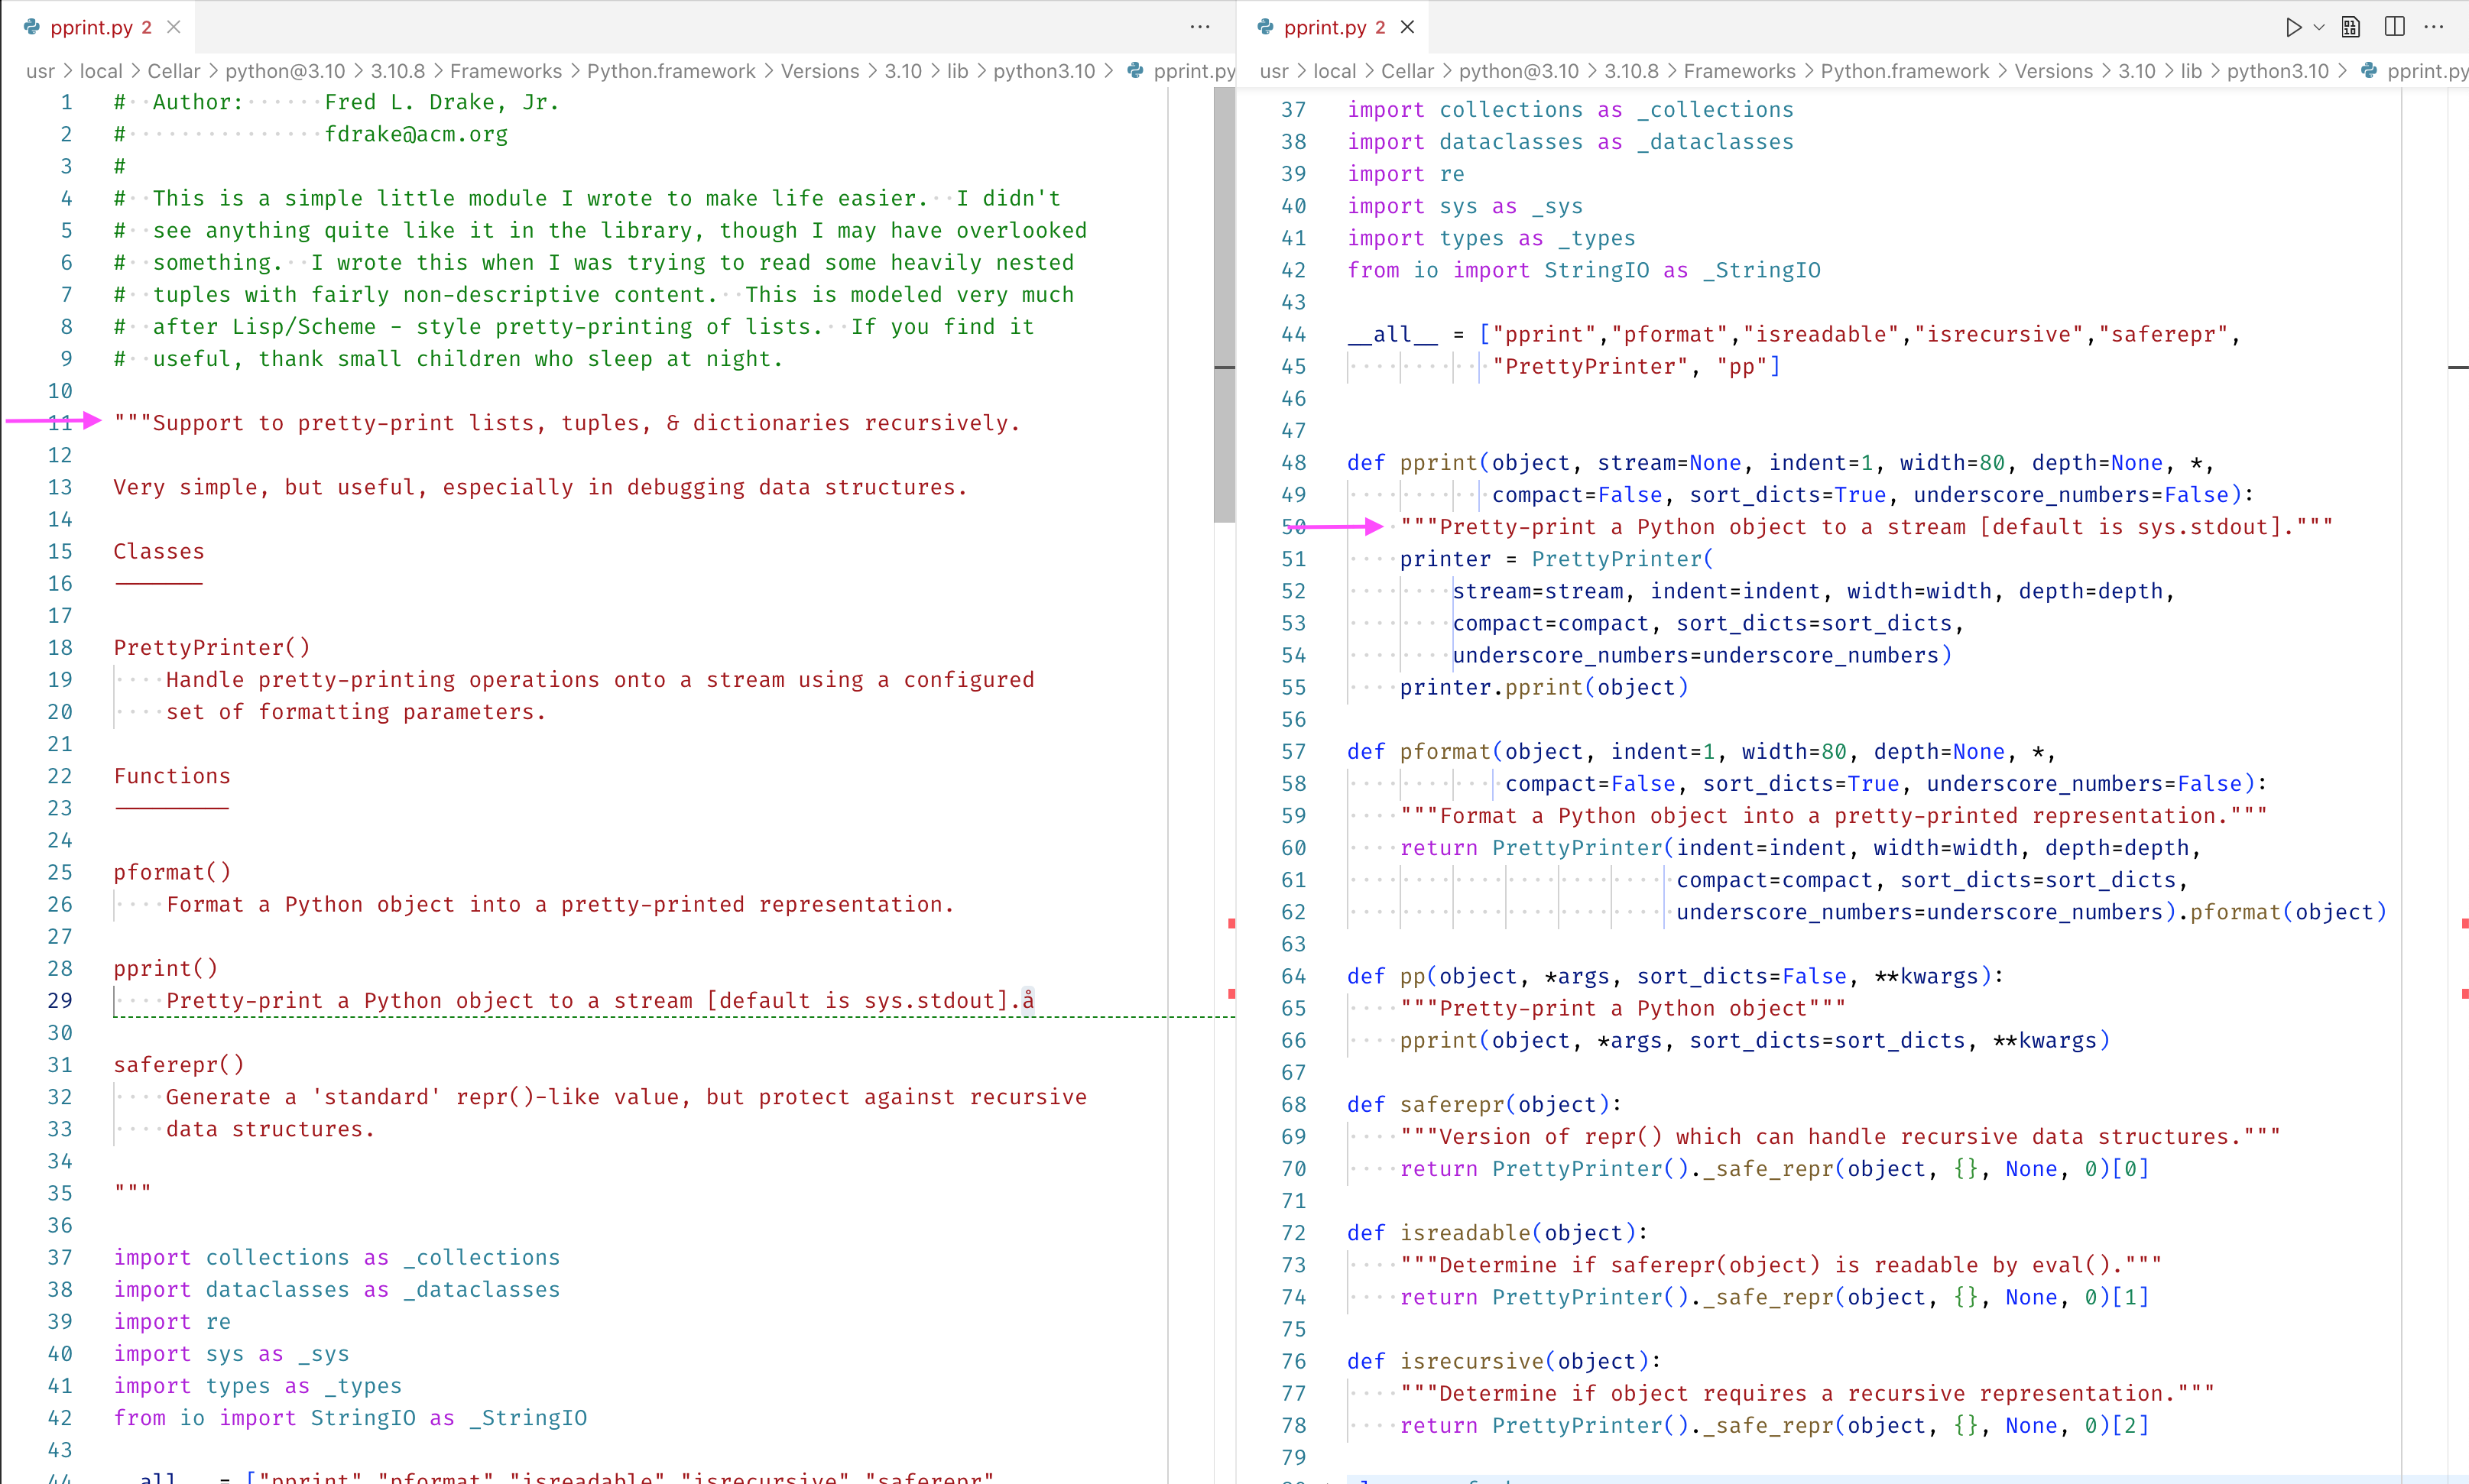 pprint.py 2
usr > local > Cellar > python@3.10 > 3.10.8 > Frameworks > Python.framework > Versions > 3.10 > lib > python3.10 > pprint.py
1 #  Author:      Fred L. Drake, Jr.
2 #               fdrake@acm.org
3 #
4 #  This is a simple little module I wrote to make life easier.  I didn't
5 #  see anything quite like it in the library, though I may have overlooked
6 #  something.  I wrote this when I was trying to read some heavily nested
7 #  tuples with fairly non-descriptive content.  This is modeled very much
8 #  after Lisp/Scheme - style pretty-printing of lists.  If you find it
9 #  useful, thank small children who sleep at night.
10
11 """Support to pretty-print lists, tuples, & dictionaries recursively.
12
13 Very simple, but useful, especially in debugging data structures.
14
15 Classes
16 -------
17
18 PrettyPrinter()
19     Handle pretty-printing operations onto a stream using a configured
20     set of formatting parameters.
21
22 Functions
23 ---------
24
25 pformat()
26     Format a Python object into a pretty-printed representation.
27
28 pprint()
29     Pretty-print a Python object to a stream [default is sys.stdout].å
30
31 saferepr()
32     Generate a 'standard' repr()-like value, but protect against recursive
33     data structures.
34
35 """
36
37 import collections as _collections
38 import dataclasses as _dataclasses
39 import re
40 import sys as _sys
41 import types as _types
42 from io import StringIO as _StringIO
43
44 __all__ = ["pprint","pformat","isreadable","isrecursive","saferepr",
pprint.py 2
usr > local > Cellar > python@3.10 > 3.10.8 > Frameworks > Python.framework > Versions > 3.10 > lib > python3.10 > pprint.py
37 import collections as _collections
38 import dataclasses as _dataclasses
39 import re
40 import sys as _sys
41 import types as _types
42 from io import StringIO as _StringIO
43
44 __all__ = ["pprint","pformat","isreadable","isrecursive","saferepr",
45            "PrettyPrinter", "pp"]
46
47
48 def pprint(object, stream=None, indent=1, width=80, depth=None, *,
49            compact=False, sort_dicts=True, underscore_numbers=False):
50     """Pretty-print a Python object to a stream [default is sys.stdout]."""
51     printer = PrettyPrinter(
52         stream=stream, indent=indent, width=width, depth=depth,
53         compact=compact, sort_dicts=sort_dicts,
54         underscore_numbers=underscore_numbers)
55     printer.pprint(object)
56
57 def pformat(object, indent=1, width=80, depth=None, *,
58             compact=False, sort_dicts=True, underscore_numbers=False):
59     """Format a Python object into a pretty-printed representation."""
60     return PrettyPrinter(indent=indent, width=width, depth=depth,
61                          compact=compact, sort_dicts=sort_dicts,
62                          underscore_numbers=underscore_numbers).pformat(object)
63
64 def pp(object, *args, sort_dicts=False, **kwargs):
65     """Pretty-print a Python object"""
66     pprint(object, *args, sort_dicts=sort_dicts, **kwargs)
67
68 def saferepr(object):
69     """Version of repr() which can handle recursive data structures."""
70     return PrettyPrinter()._safe_repr(object, {}, None, 0)[0]
71
72 def isreadable(object):
73     """Determine if saferepr(object) is readable by eval()."""
74     return PrettyPrinter()._safe_repr(object, {}, None, 0)[1]
75
76 def isrecursive(object):
77     """Determine if object requires a recursive representation."""
78     return PrettyPrinter()._safe_repr(object, {}, None, 0)[2]
79